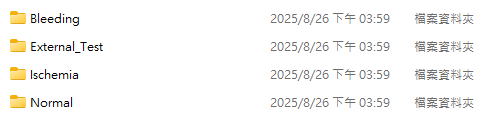 Bleeding 2025/8/26 下午 03:59 檔案資料夾
External_Test 2025/8/26 下午 03:59 檔案資料夾
Ischemia 2025/8/26 下午 03:59 檔案資料夾
Normal 2025/8/26 下午 03:59 檔案資料夾